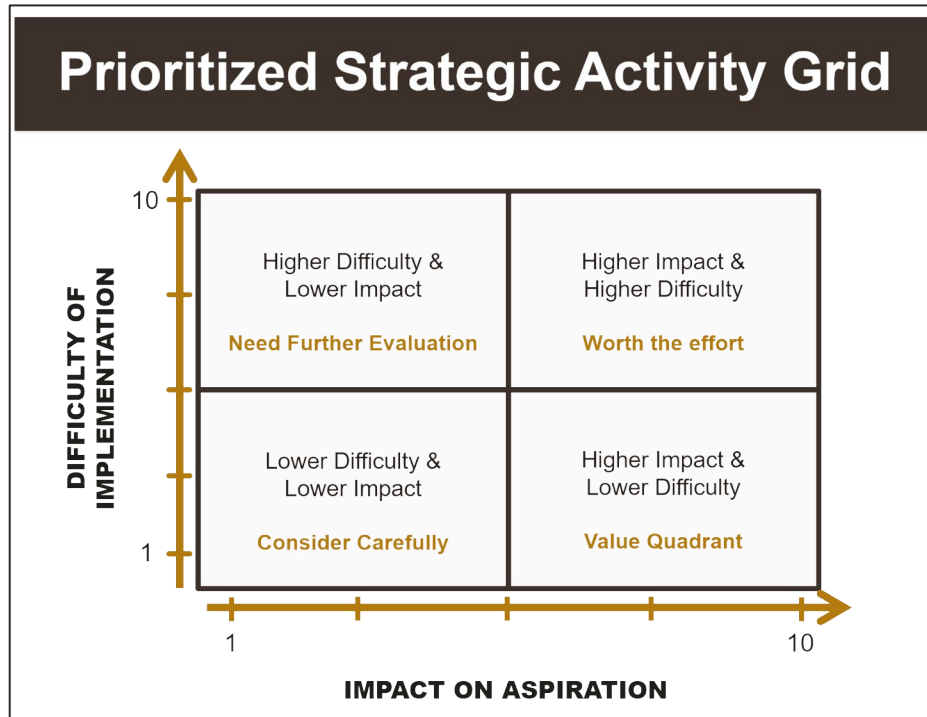 Prioritized Strategic Activity Grid
10
Higher Difficulty &
Lower Impact
Need Further Evaluation
Higher Impact &
Higher Difficulty
Worth the effort
DIFFICULTY OF
IMPLEMENTATION
Lower Difficulty &
Lower Impact
Consider Carefully
Higher Impact &
Lower Difficulty
Value Quadrant
1
1
10
IMPACT ON ASPIRATION